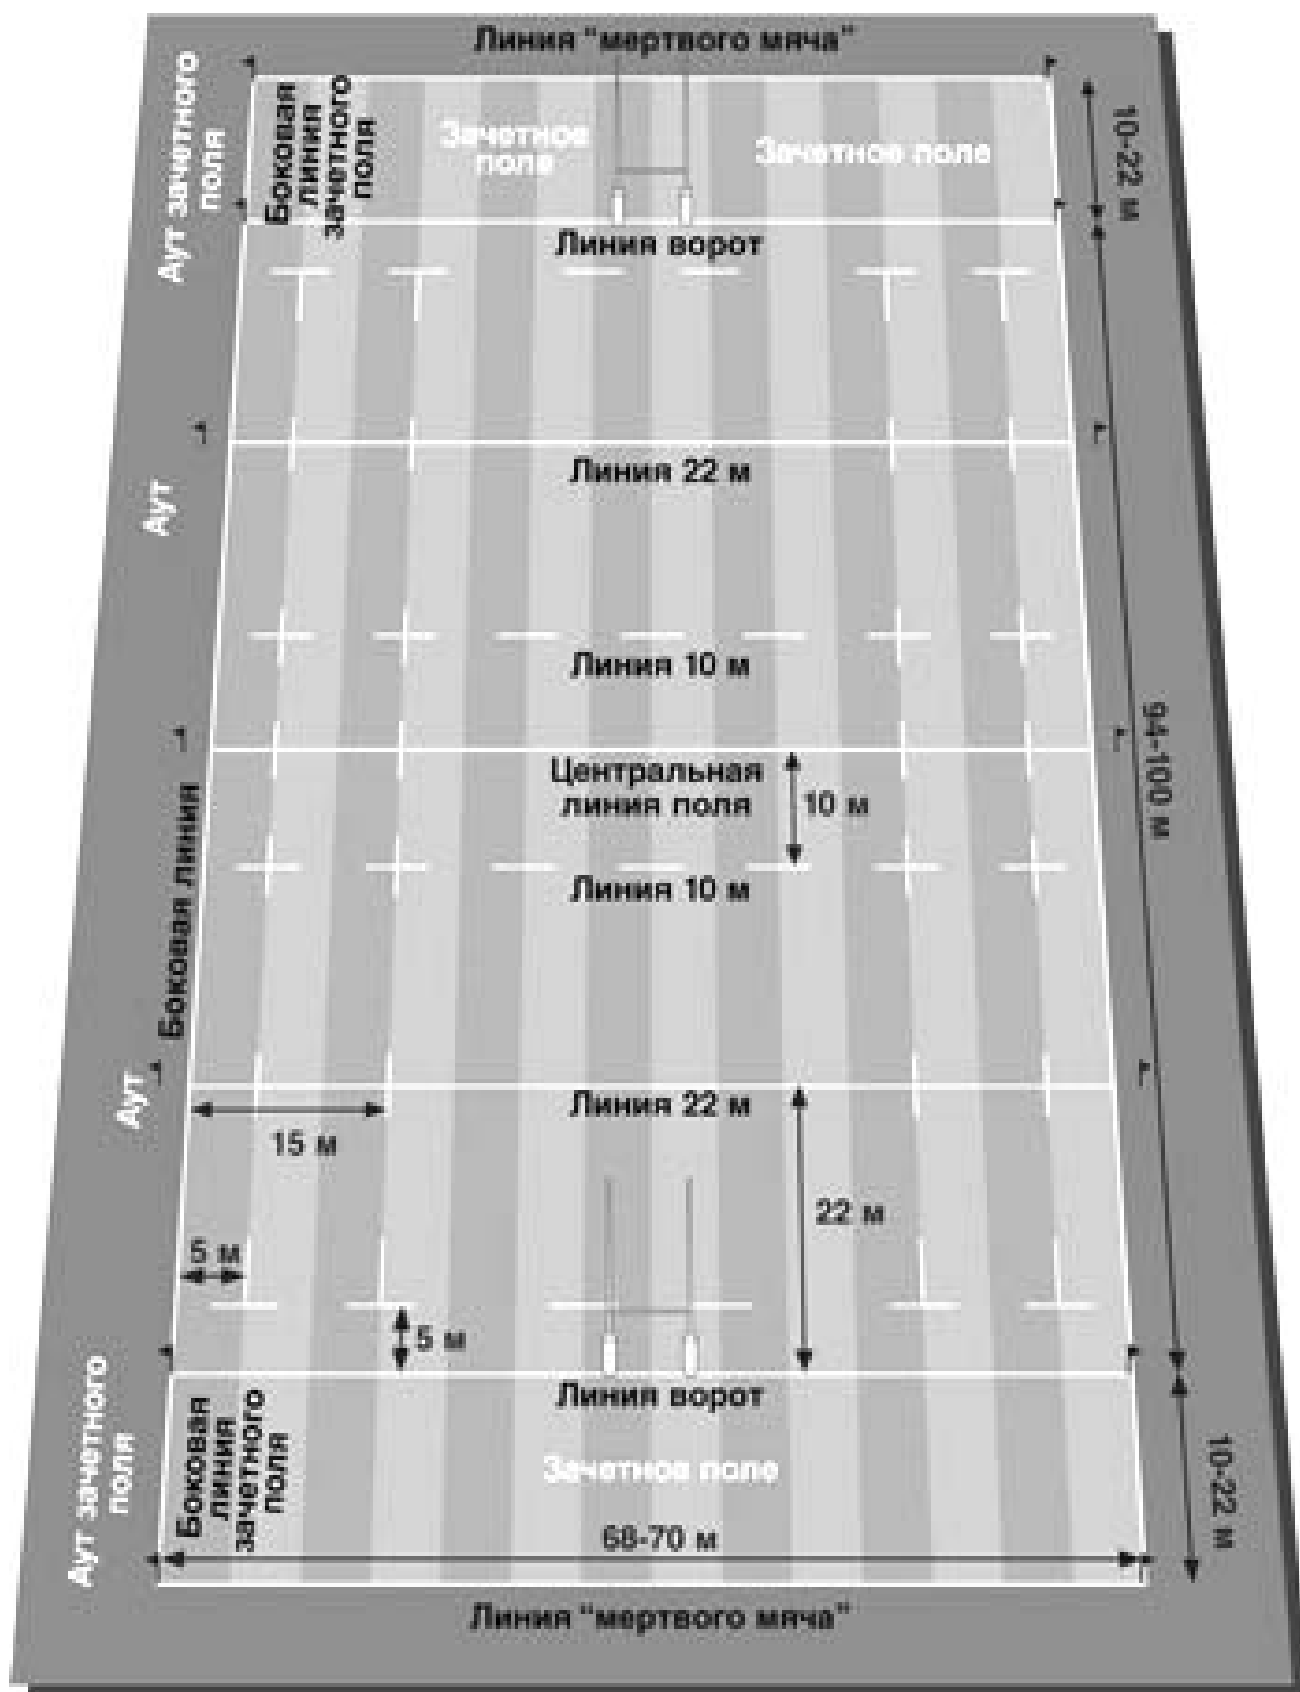 Линия "мертвого мяча"
Аут зачетного
поля
Боковая
линия
зачетного
поля
Зачетное
поле
Зачетное поле
10-22 м
Линия ворот
Линия 22 м
Аут
Линия 10 м
94-100 м
Центральная
линия поля
10 м
Боковая линия
Линия 10 м
Аут
Линия 22 м
15 м
22 м
5 м
5 м
Линия ворот
Аут зачетного
поля
Боковая
линия
зачетного
поля
Зачетное поле
10-22 м
68-70 м
Линия "мертвого мяча"